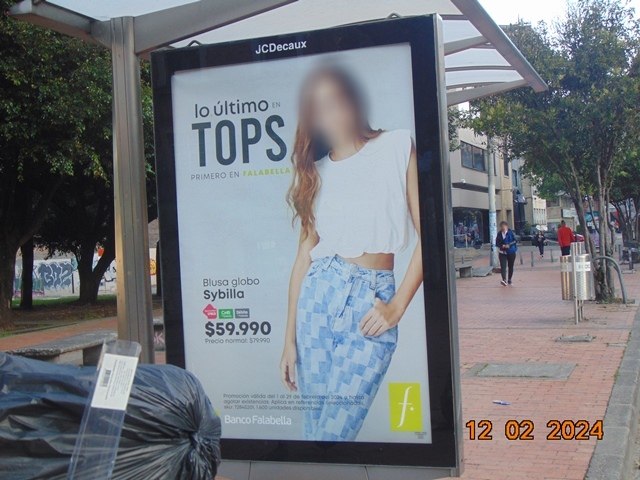 JCDecaux
lo último EN
TOPS
PRIMERO EN FALABELLA
Blusa globo
Sybilla
$59.990
Precio normal: $79.990
Banco Falabella
f.
12 02 2024